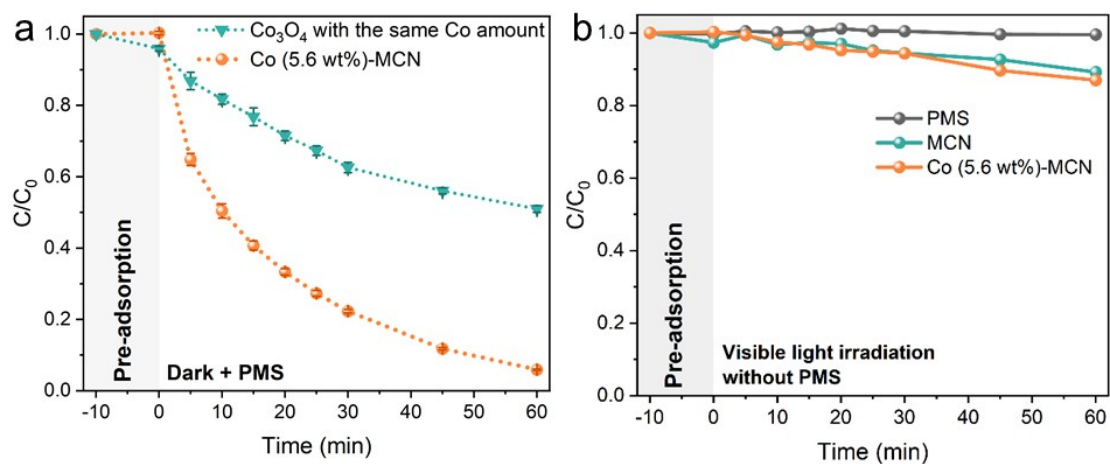 a
Co₃O₄ with the same Co amount
Co (5.6 wt%)-MCN
1.0
0.8
0.6
0.4
0.2
0.0
C/C₀
Pre-adsorption
Dark + PMS
-10 0 10 20 30 40 50 60
Time (min)
b
PMS
MCN
Co (5.6 wt%)-MCN
1.0
0.8
0.6
0.4
0.2
0.0
C/C₀
Pre-adsorption
Visible light irradiation
without PMS
-10 0 10 20 30 40 50 60
Time (min)